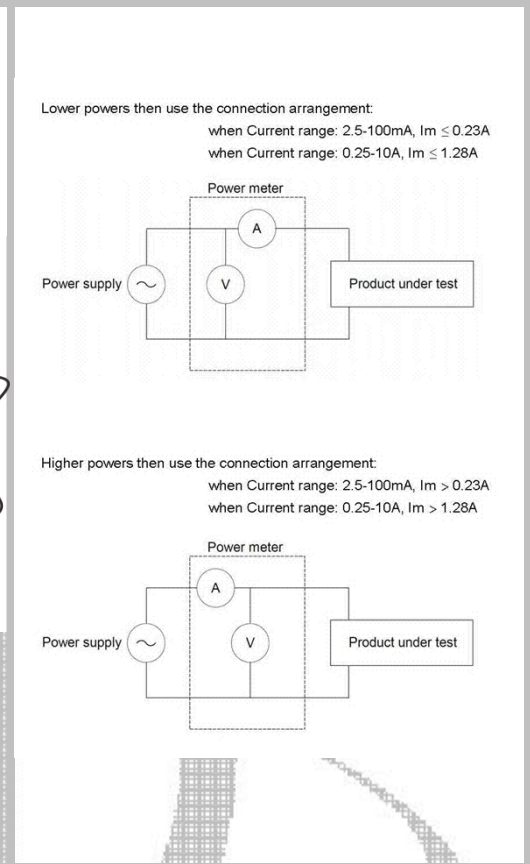 Lower powers then use the connection arrangement:
when Current range: 2.5-100mA, Im ≤ 0.23A
when Current range: 0.25-10A, Im ≤ 1.28A
Power meter
A
Power supply
V
Product under test
Higher powers then use the connection arrangement:
when Current range: 2.5-100mA, Im > 0.23A
when Current range: 0.25-10A, Im > 1.28A
Power meter
A
Power supply
V
Product under test